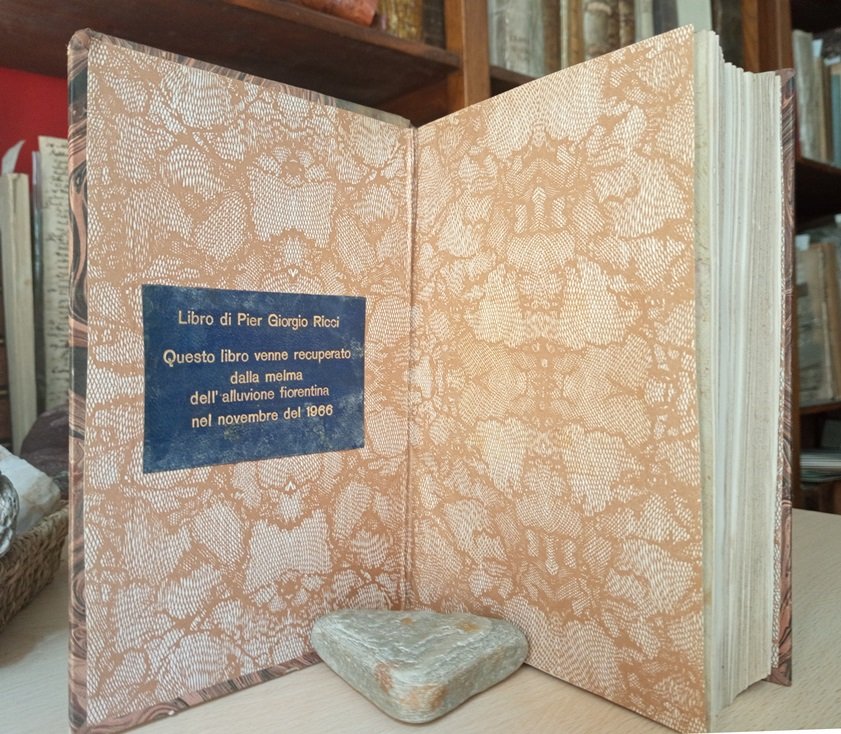 Libro di Pier Giorgio Ricci
Questo libro venne recuperato
dalla melma
dell'alluvione fiorentina
nel novembre del 1966